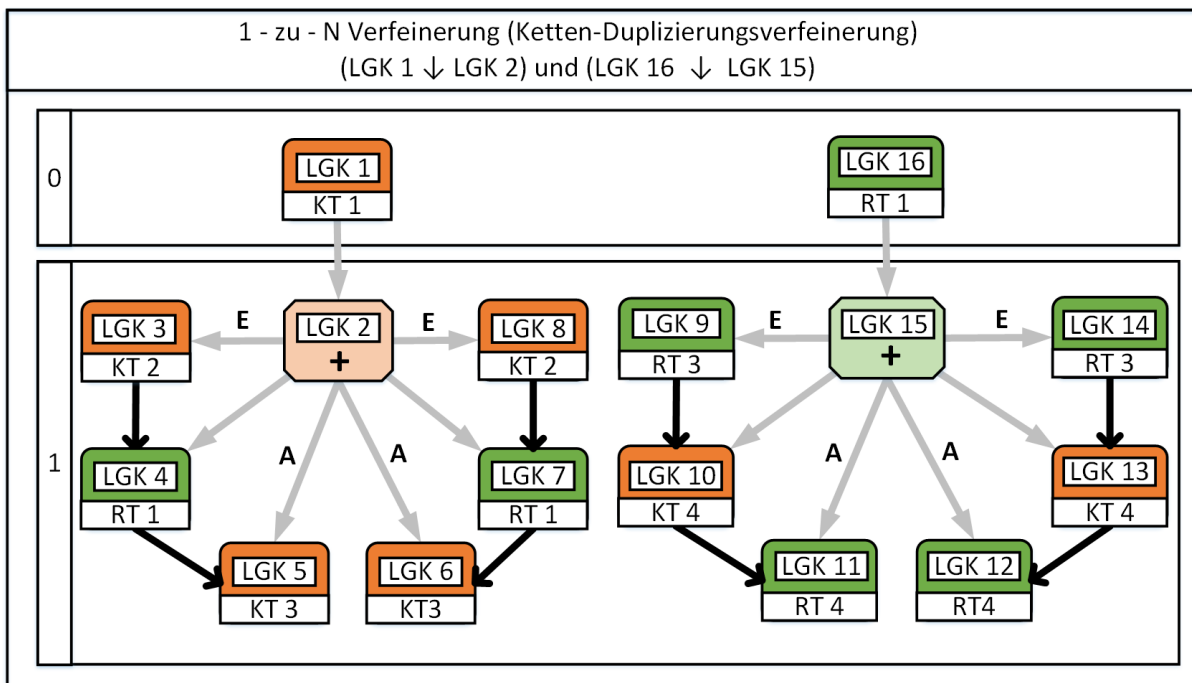 1 - zu - N Verfeinerung (Ketten-Duplizierungsverfeinerung)
(LGK 1 ↓ LGK 2) und (LGK 16 ↓ LGK 15)
0
LGK 1
KT 1
LGK 16
RT 1
1
LGK 3
KT 2
E
LGK 2
+
E
LGK 8
KT 2
LGK 9
RT 3
E
LGK 15
+
E
LGK 14
RT 3
LGK 4
RT 1
A
A
LGK 7
RT 1
LGK 10
KT 4
A
A
LGK 13
KT 4
LGK 5
KT 3
LGK 6
KT3
LGK 11
RT 4
LGK 12
RT4